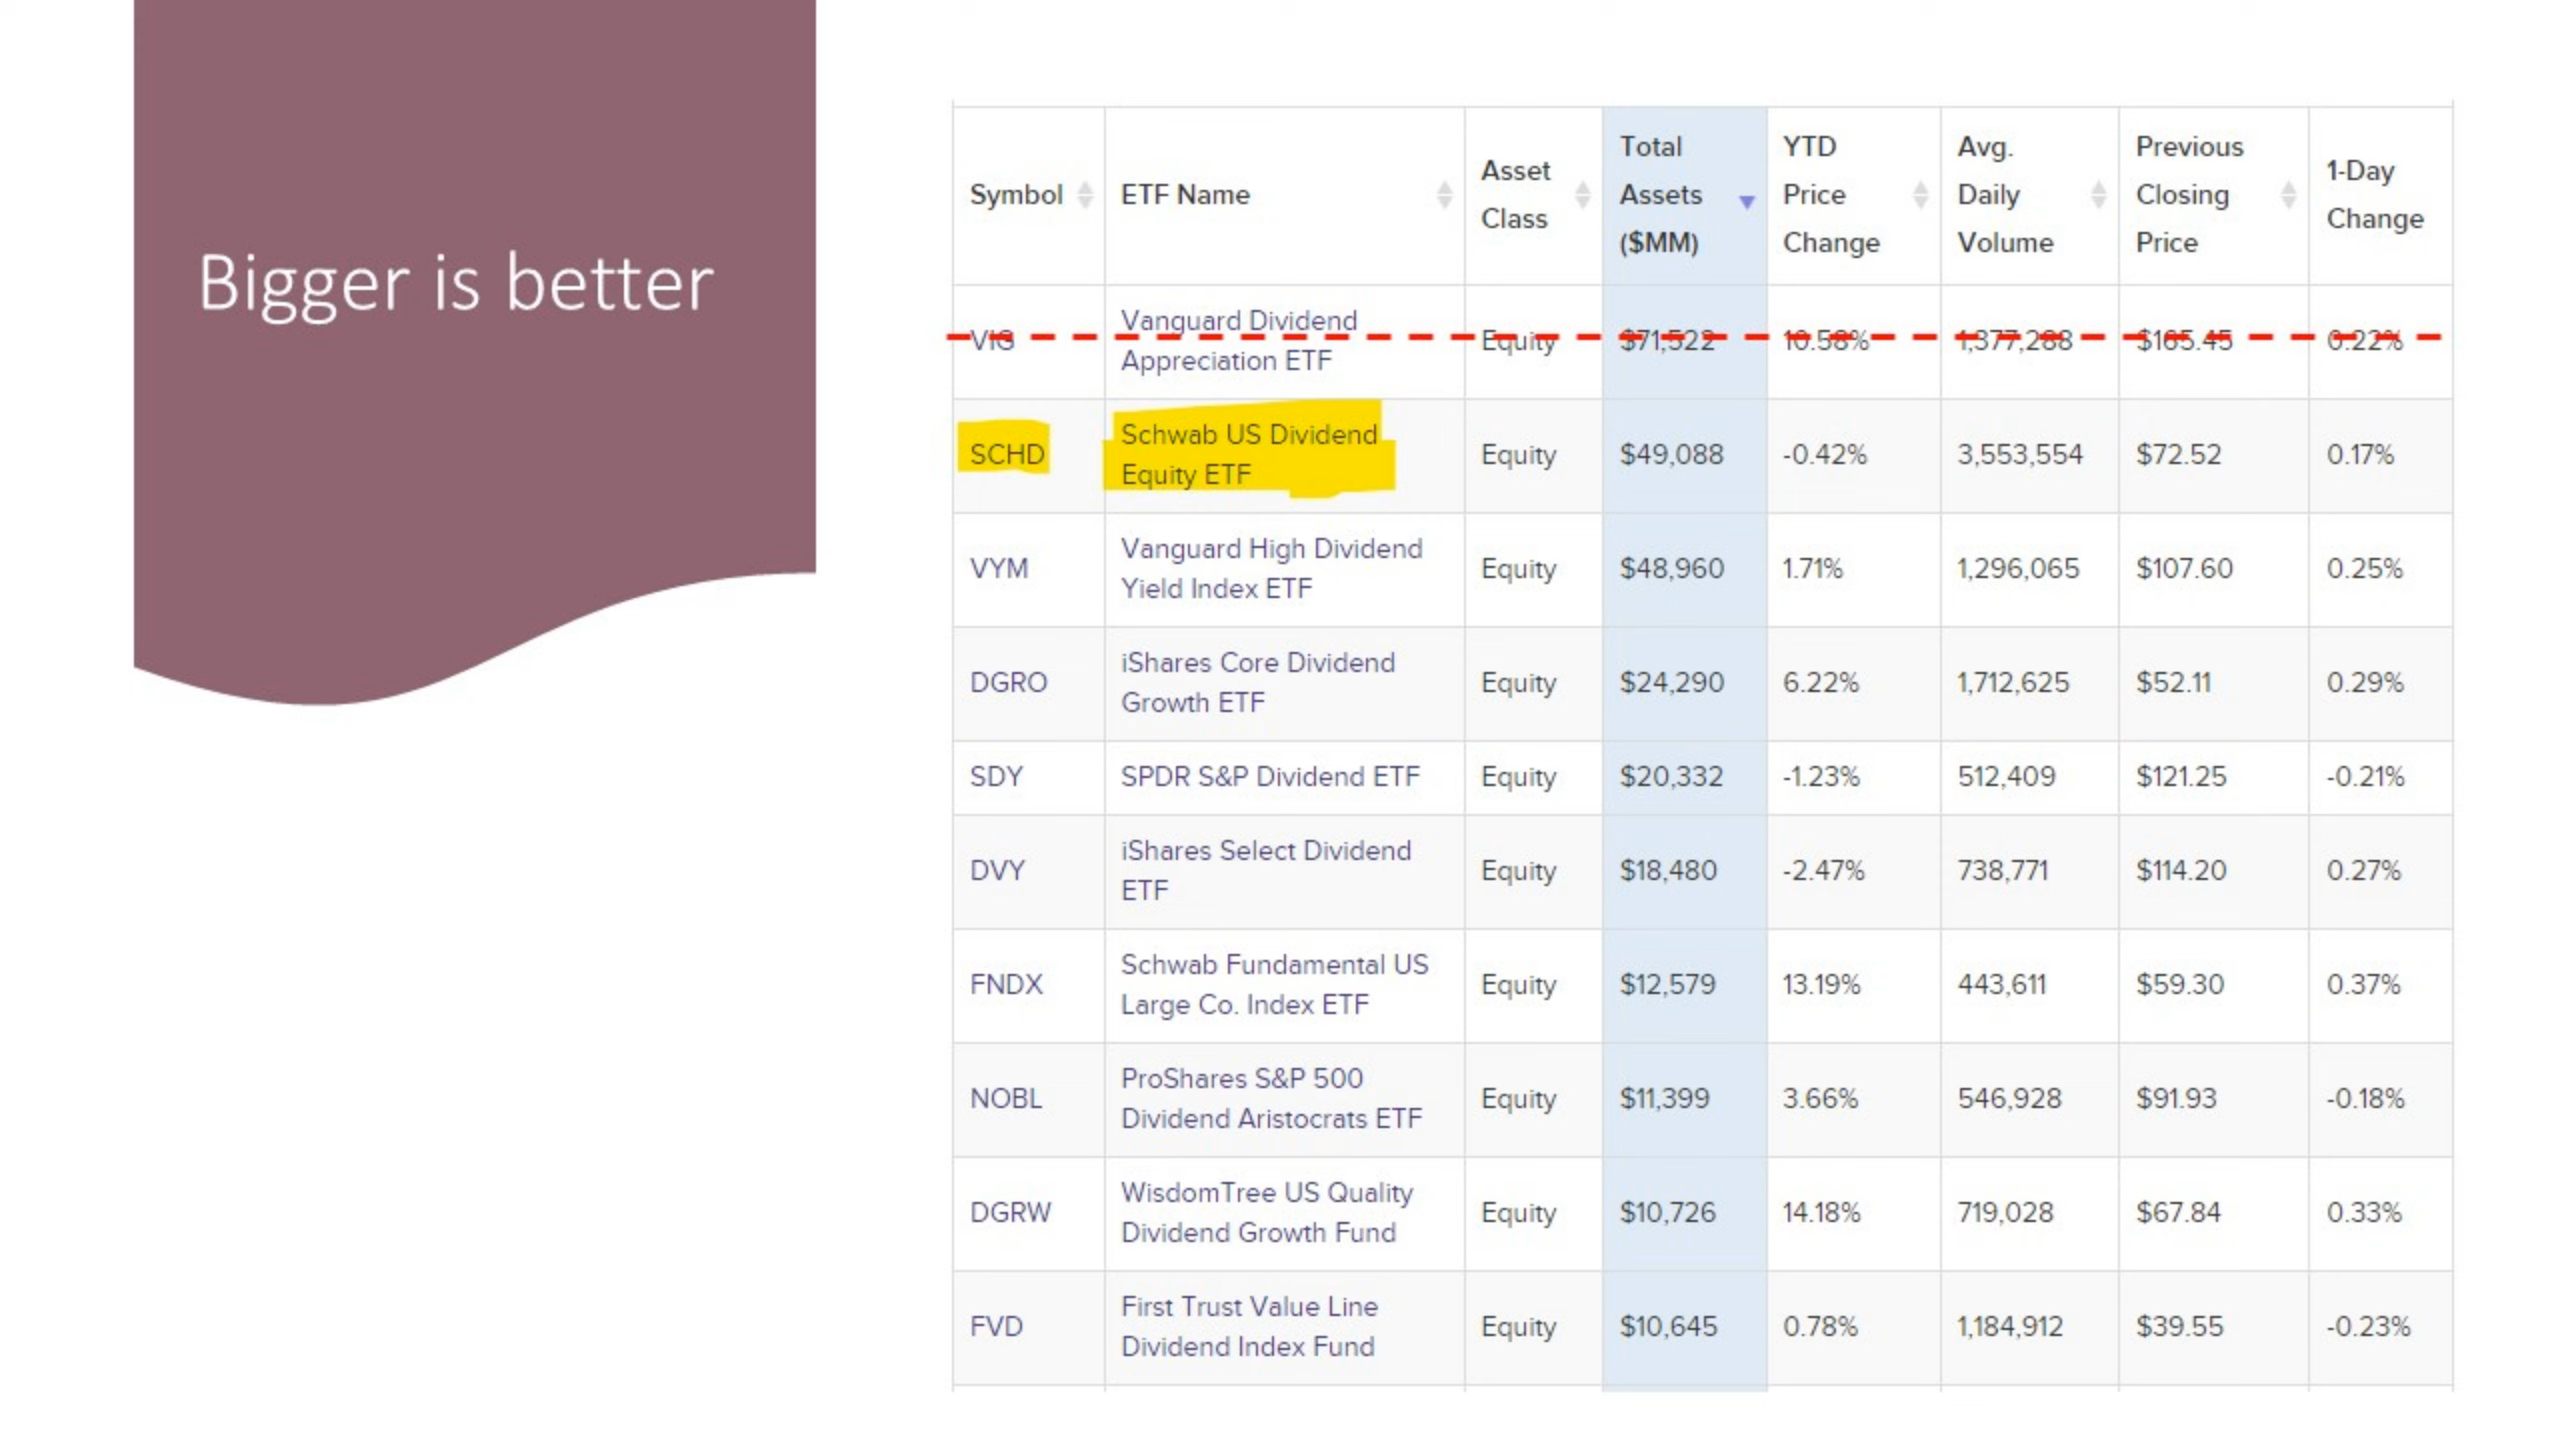 Bigger is better
Symbol ETF Name Asset Class Total Assets ($MM) YTD Price Change Avg. Daily Volume Previous Closing Price 1-Day Change
VIG Vanguard Dividend Appreciation ETF Equity $71,522 10.58% 1,377,288 $165.45 0.22%
SCHD Schwab US Dividend Equity ETF Equity $49,088 -0.42% 3,553,554 $72.52 0.17%
VYM Vanguard High Dividend Yield Index ETF Equity $48,960 1.71% 1,296,065 $107.60 0.25%
DGRO iShares Core Dividend Growth ETF Equity $24,290 6.22% 1,712,625 $52.11 0.29%
SDY SPDR S&P Dividend ETF Equity $20,332 -1.23% 512,409 $121.25 -0.21%
DVY iShares Select Dividend ETF Equity $18,480 -2.47% 738,771 $114.20 0.27%
FNDX Schwab Fundamental US Large Co. Index ETF Equity $12,579 13.19% 443,611 $59.30 0.37%
NOBL ProShares S&P 500 Dividend Aristocrats ETF Equity $11,399 3.66% 546,928 $91.93 -0.18%
DGRW WisdomTree US Quality Dividend Growth Fund Equity $10,726 14.18% 719,028 $67.84 0.33%
FVD First Trust Value Line Dividend Index Fund Equity $10,645 0.78% 1,184,912 $39.55 -0.23%